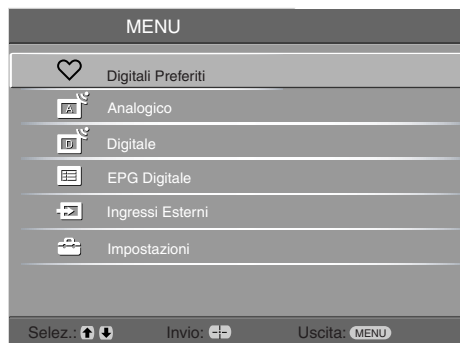 MENU
Digitali Preferiti
A Analogico
D Digitale
EPG Digitale
Ingressi Esterni
Impostazioni
Selez.: Invio: Uscita: MENU